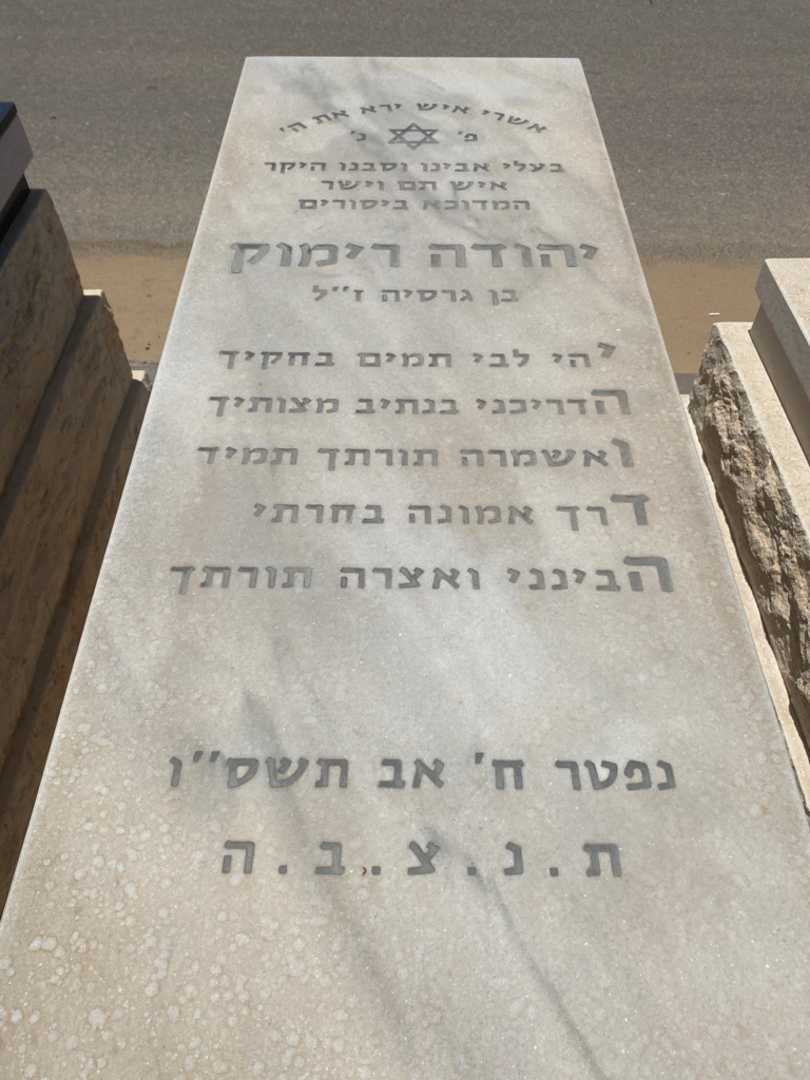 אשרי איש ירא את ה'
פ' נ'
בעלי אבינו וסבנו היקר
איש תם וישר
המדוכא ביסורים
יהודה רימוק
בן גרסיה ז"ל
יהי לבי תמים בחקיך
הדריכני בנתיב מצותיך
ואשמרה תורתך תמיד
דרך אמונה בחרתי
הבינני ואצרה תורתך
נפטר ח' אב תשס"ו
ת.נ.צ.ב.ה